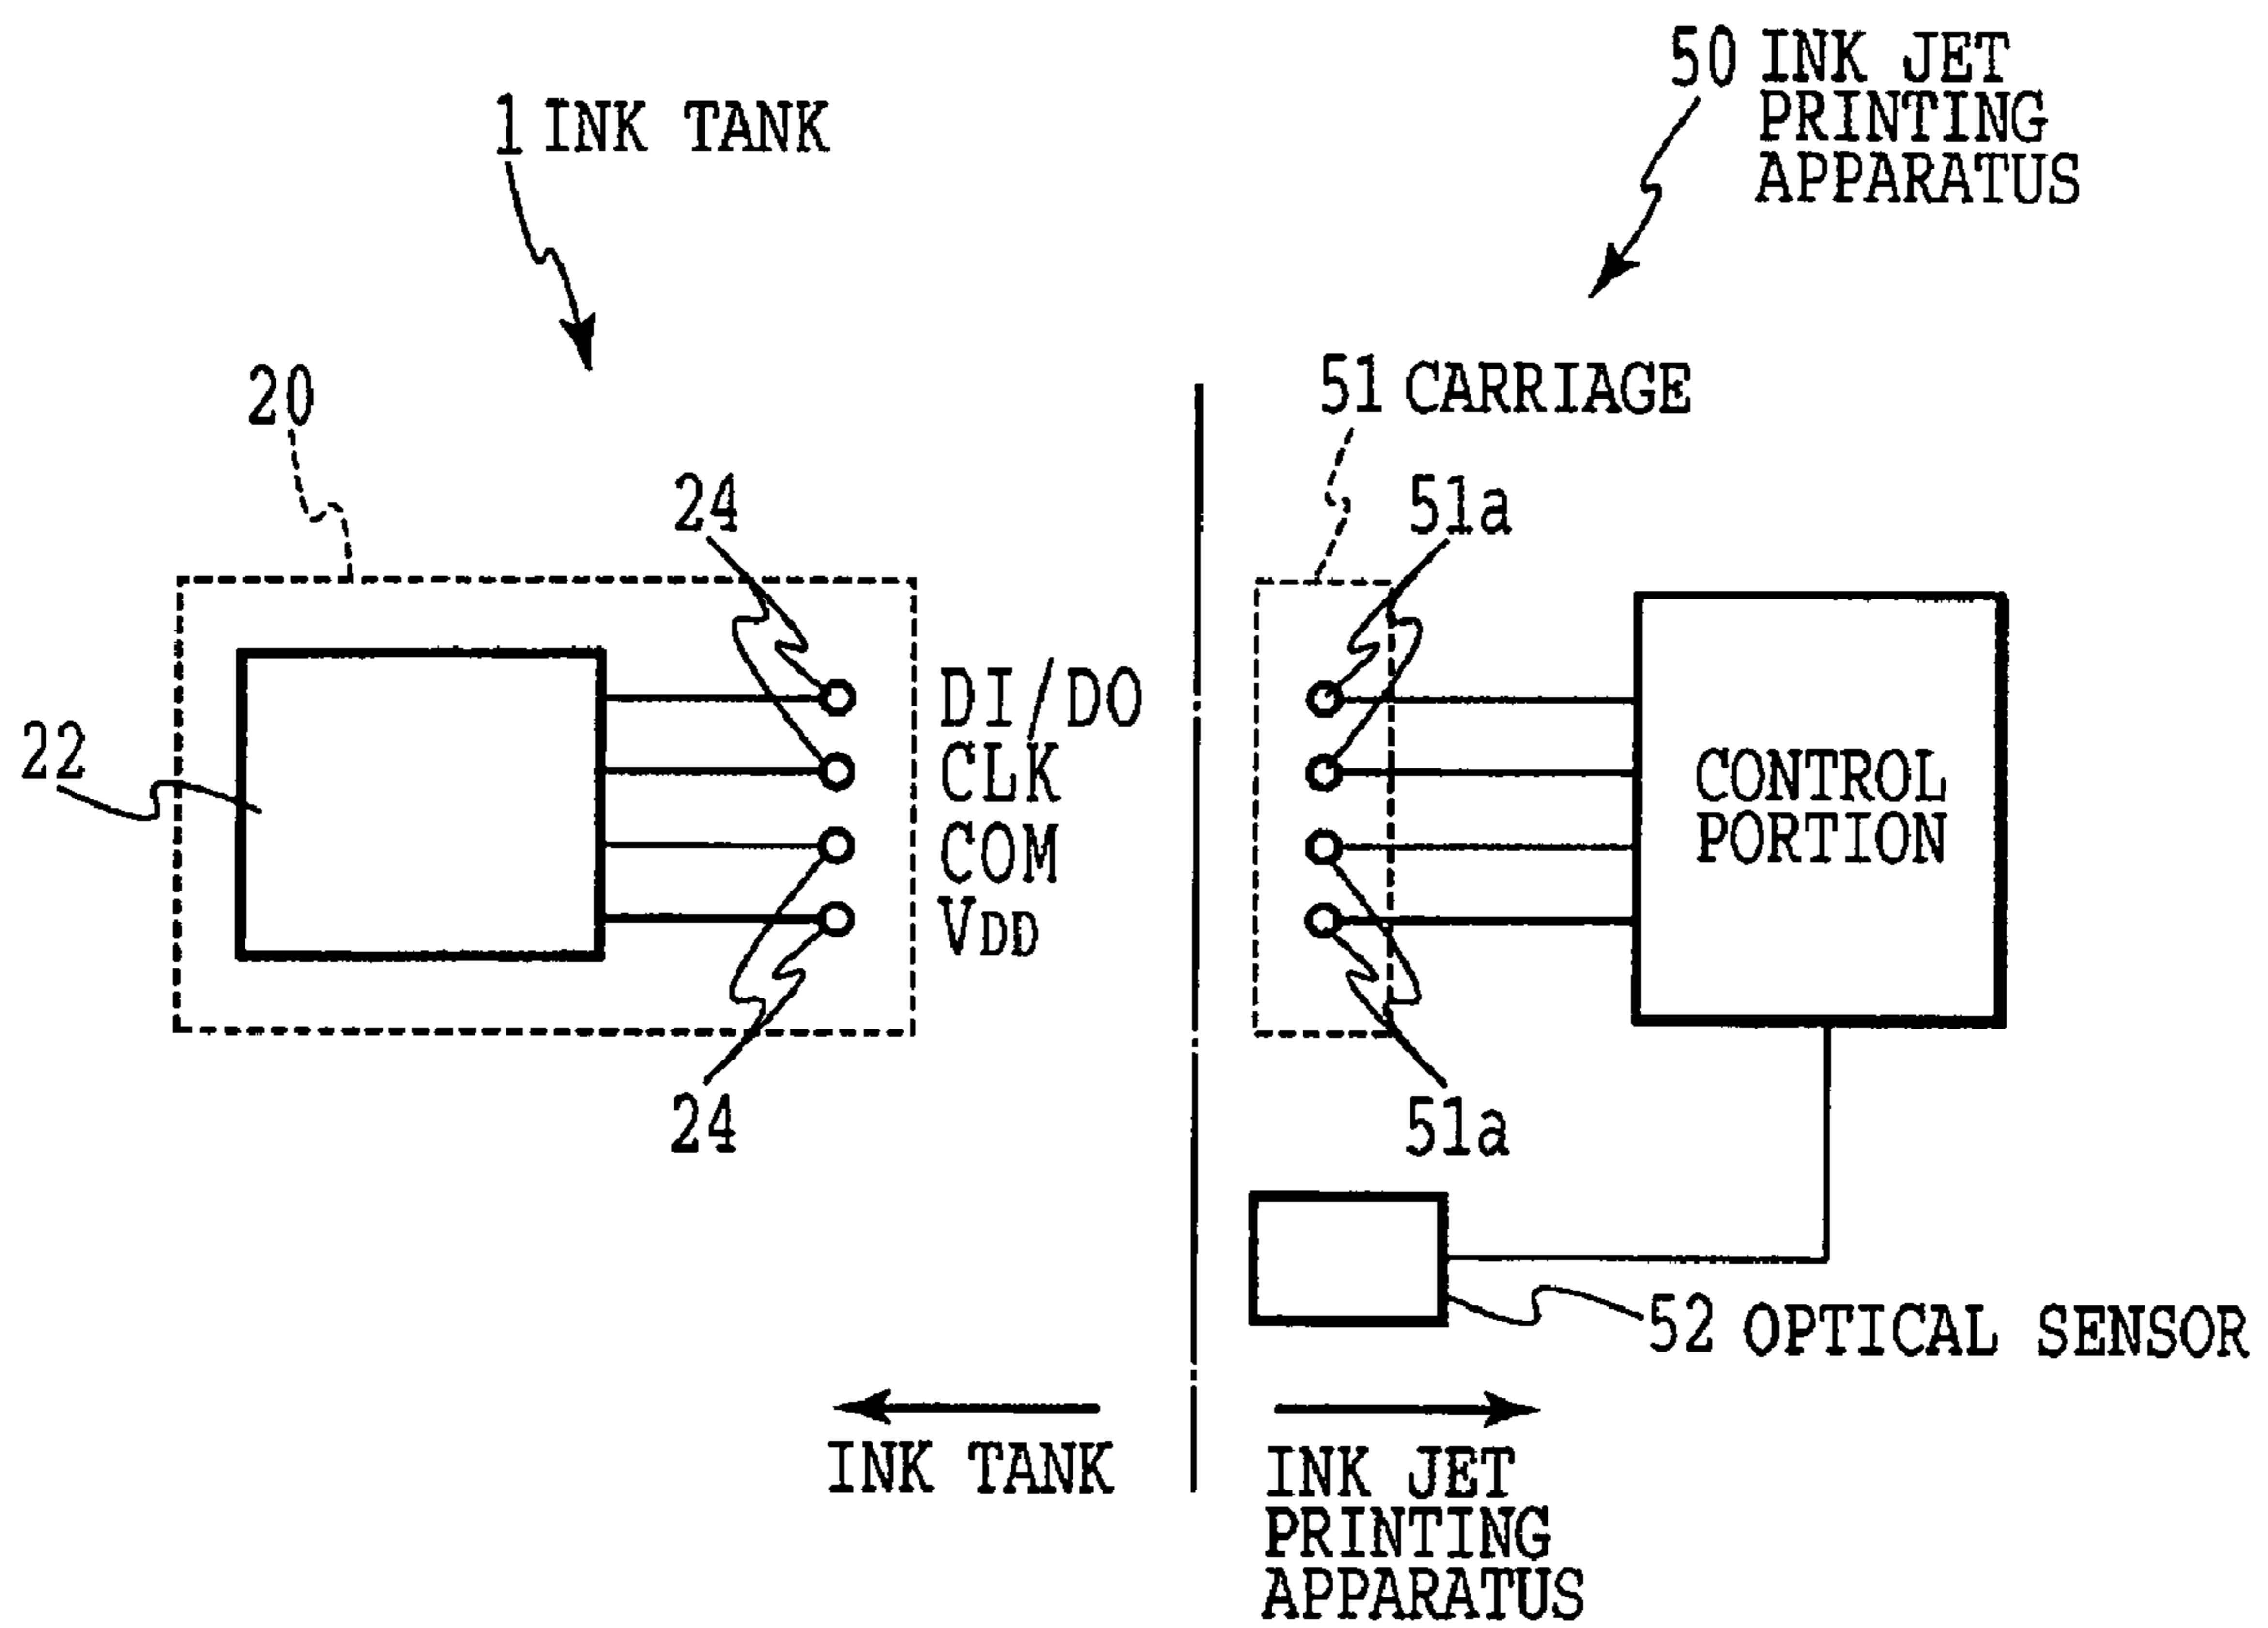 50 INK JET
PRINTING
APPARATUS
1 INK TANK
20
51 CARRIAGE
24
51a
22
DI/DO
CLK
COM
VDD
CONTROL
PORTION
24
51a
52 OPTICAL SENSOR
INK TANK
INK JET
PRINTING
APPARATUS